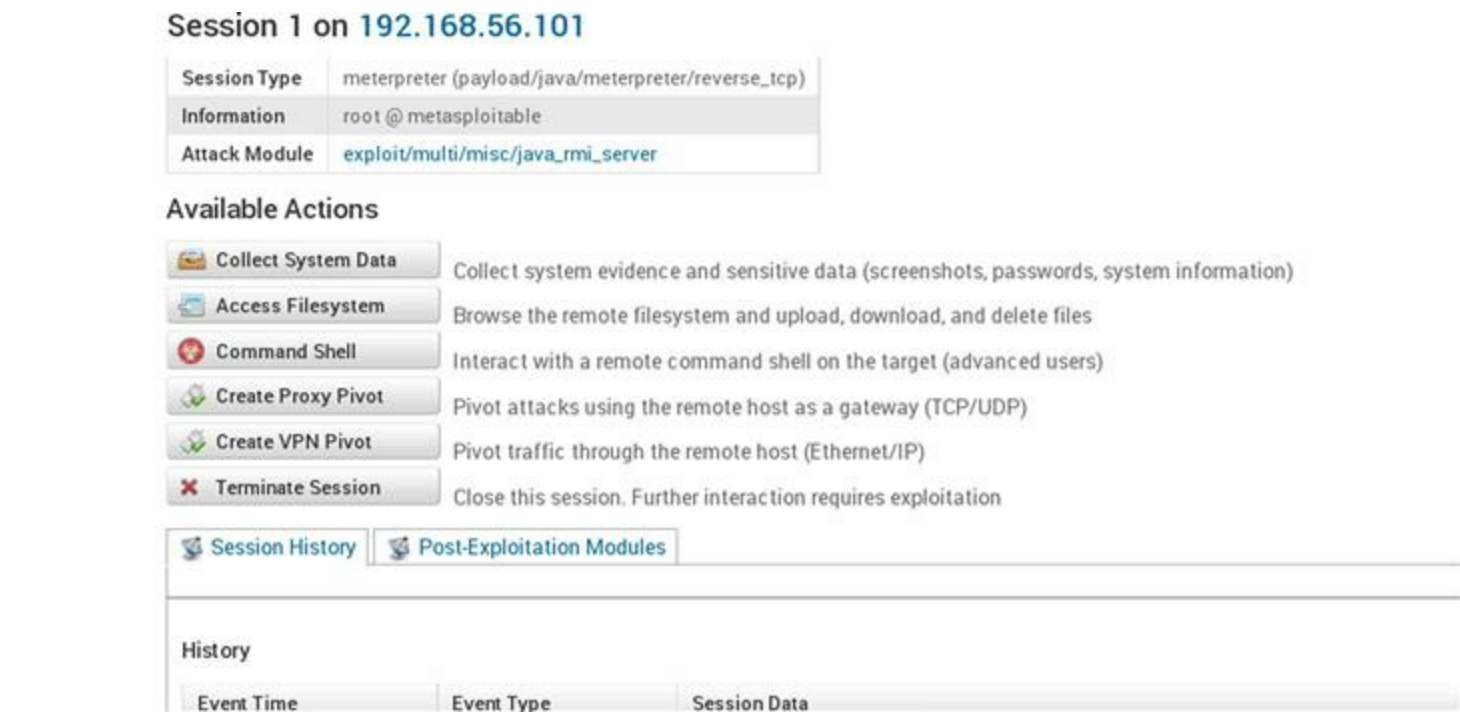 Session 1 on 192.168.56.101
Session Type meterpreter (payload/java/meterpreter/reverse_tcp)
Information root @ metasploitable
Attack Module exploit/multi/misc/java_rmi_server
Available Actions
Collect System Data Collect system evidence and sensitive data (screenshots, passwords, system information)
Access Filesystem Browse the remote filesystem and upload, download, and delete files
Command Shell Interact with a remote command shell on the target (advanced users)
Create Proxy Pivot Pivot attacks using the remote host as a gateway (TCP/UDP)
Create VPN Pivot Pivot traffic through the remote host (Ethernet/IP)
Terminate Session Close this session. Further interaction requires exploitation
Session History Post-Exploitation Modules
History
Event Time Event Type Session Data